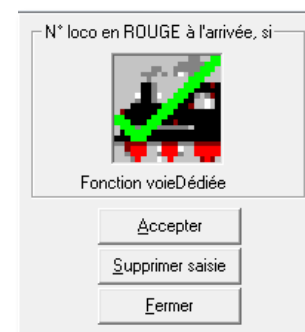 N° loco en ROUGE à l'arrivée, si
Fonction voieDédiée
Accepter
Supprimer saisie
Fermer